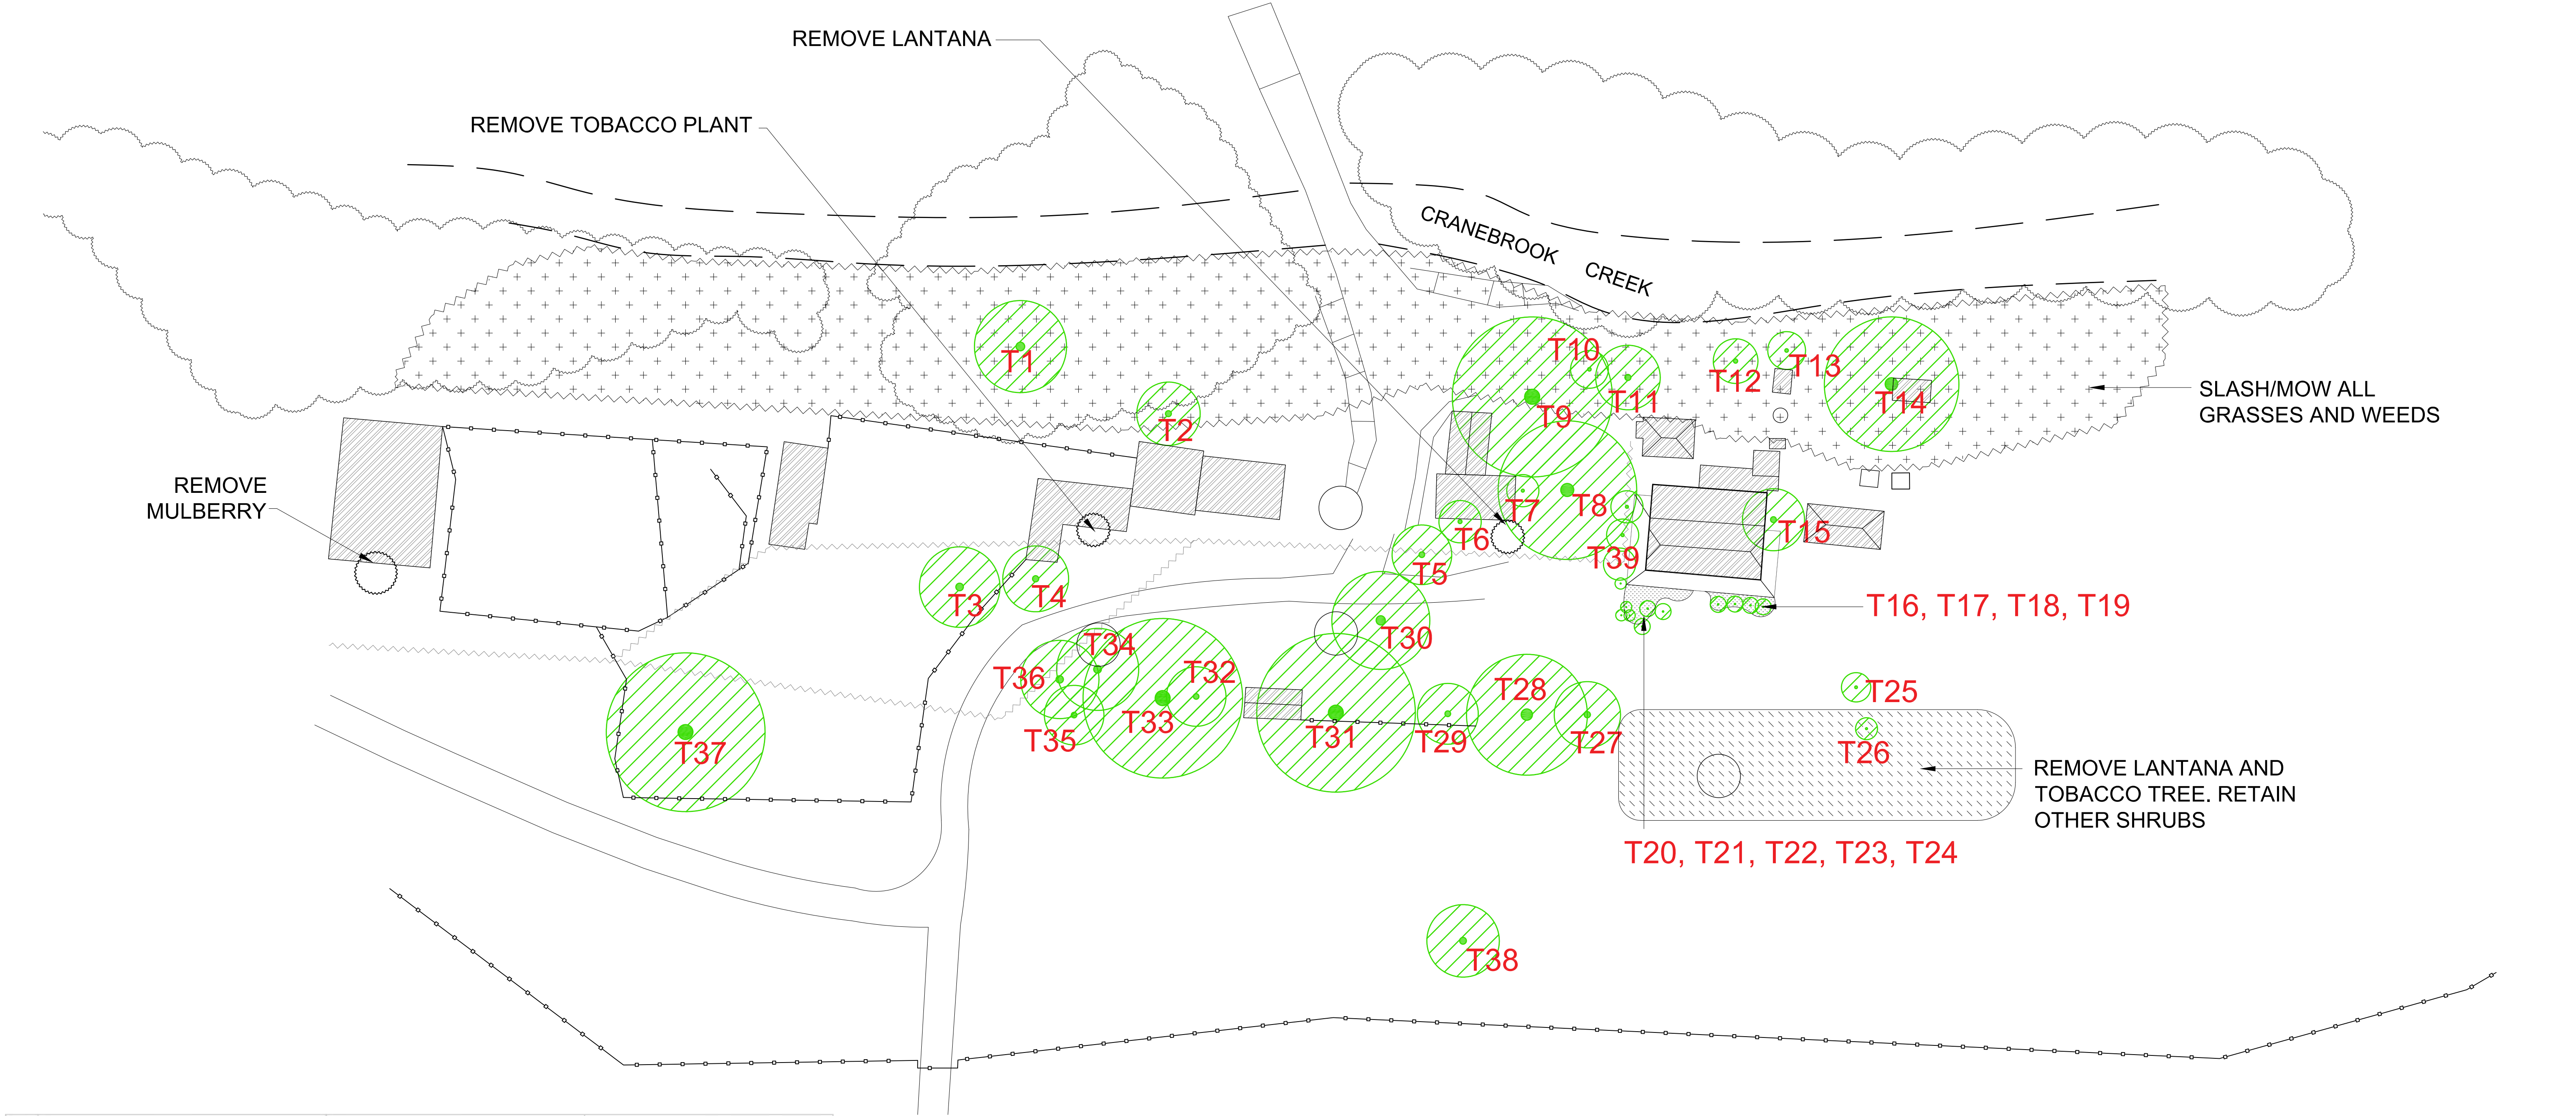 REMOVE LANTANA
REMOVE TOBACCO PLANT
CRANEBROOK CREEK
T1
T10
T13
T12
T11
T14
T9
T2
SLASH/MOW ALL
GRASSES AND WEEDS
REMOVE
MULBERRY
T7
T8
T6
T15
T39
T5
T3
T4
T16, T17, T18, T19
T30
T34
T36
T32
T28
T25
T33
T35
T31
T29
T27
T26
T37
REMOVE LANTANA AND
TOBACCO TREE. RETAIN
OTHER SHRUBS
T20, T21, T22, T23, T24
T38